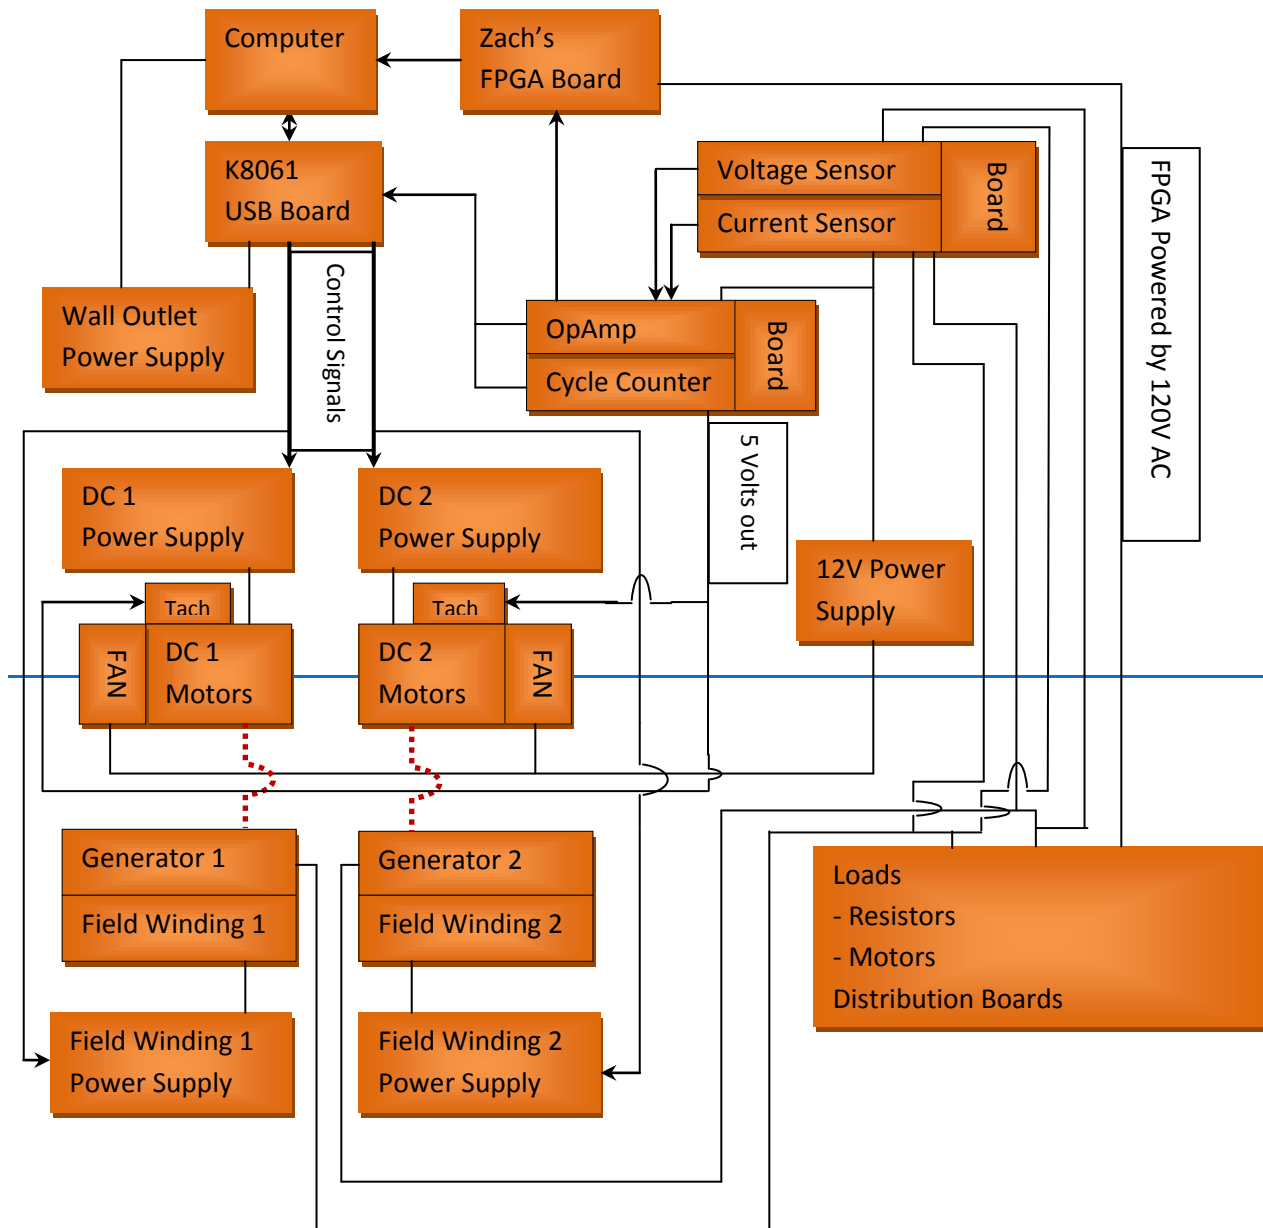 Computer
Zach’s
FPGA Board
K8061
USB Board
Voltage Sensor
Current Sensor
Board
FPGA Powered by 120V AC
Wall Outlet
Power Supply
Control Signals
OpAmp
Cycle Counter
Board
5 Volts out
DC 1
Power Supply
DC 2
Power Supply
12V Power
Supply
Tach
Tach
FAN
DC 1
Motors
DC 2
Motors
FAN
Generator 1
Field Winding 1
Generator 2
Field Winding 2
Loads
- Resistors
- Motors
Distribution Boards
Field Winding 1
Power Supply
Field Winding 2
Power Supply